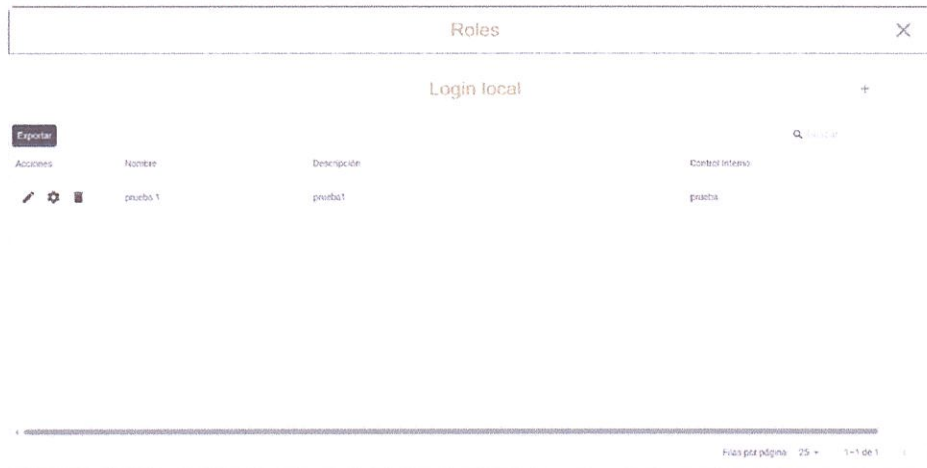 Roles
Login local
Exportar
Acciones Nombre Descripción Control Interno
prueba 1 prueba1 prueba
Filas por página 25 1-1 de 1